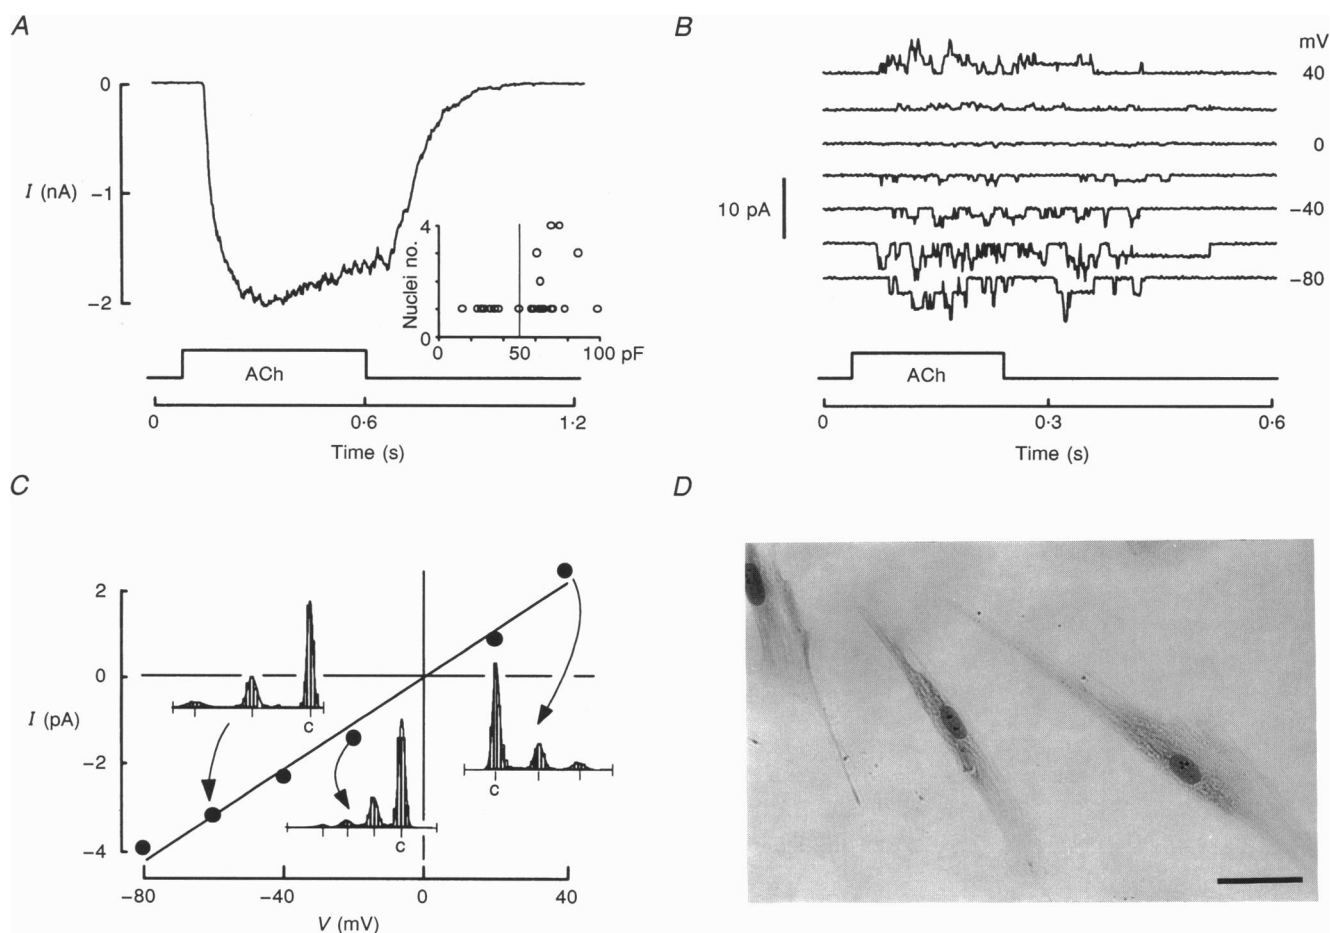 A
0
I (nA) −1
−2
4
Nuclei no.
0
0 50 100 pF
ACh
0 0·6 1·2
Time (s)
B
mV
40
0
−40
−80
10 pA
ACh
0 0·3 0·6
Time (s)
C
2
0
I (pA)
−2
−4
c
c
c
−80 −40 0 40
V (mV)
D